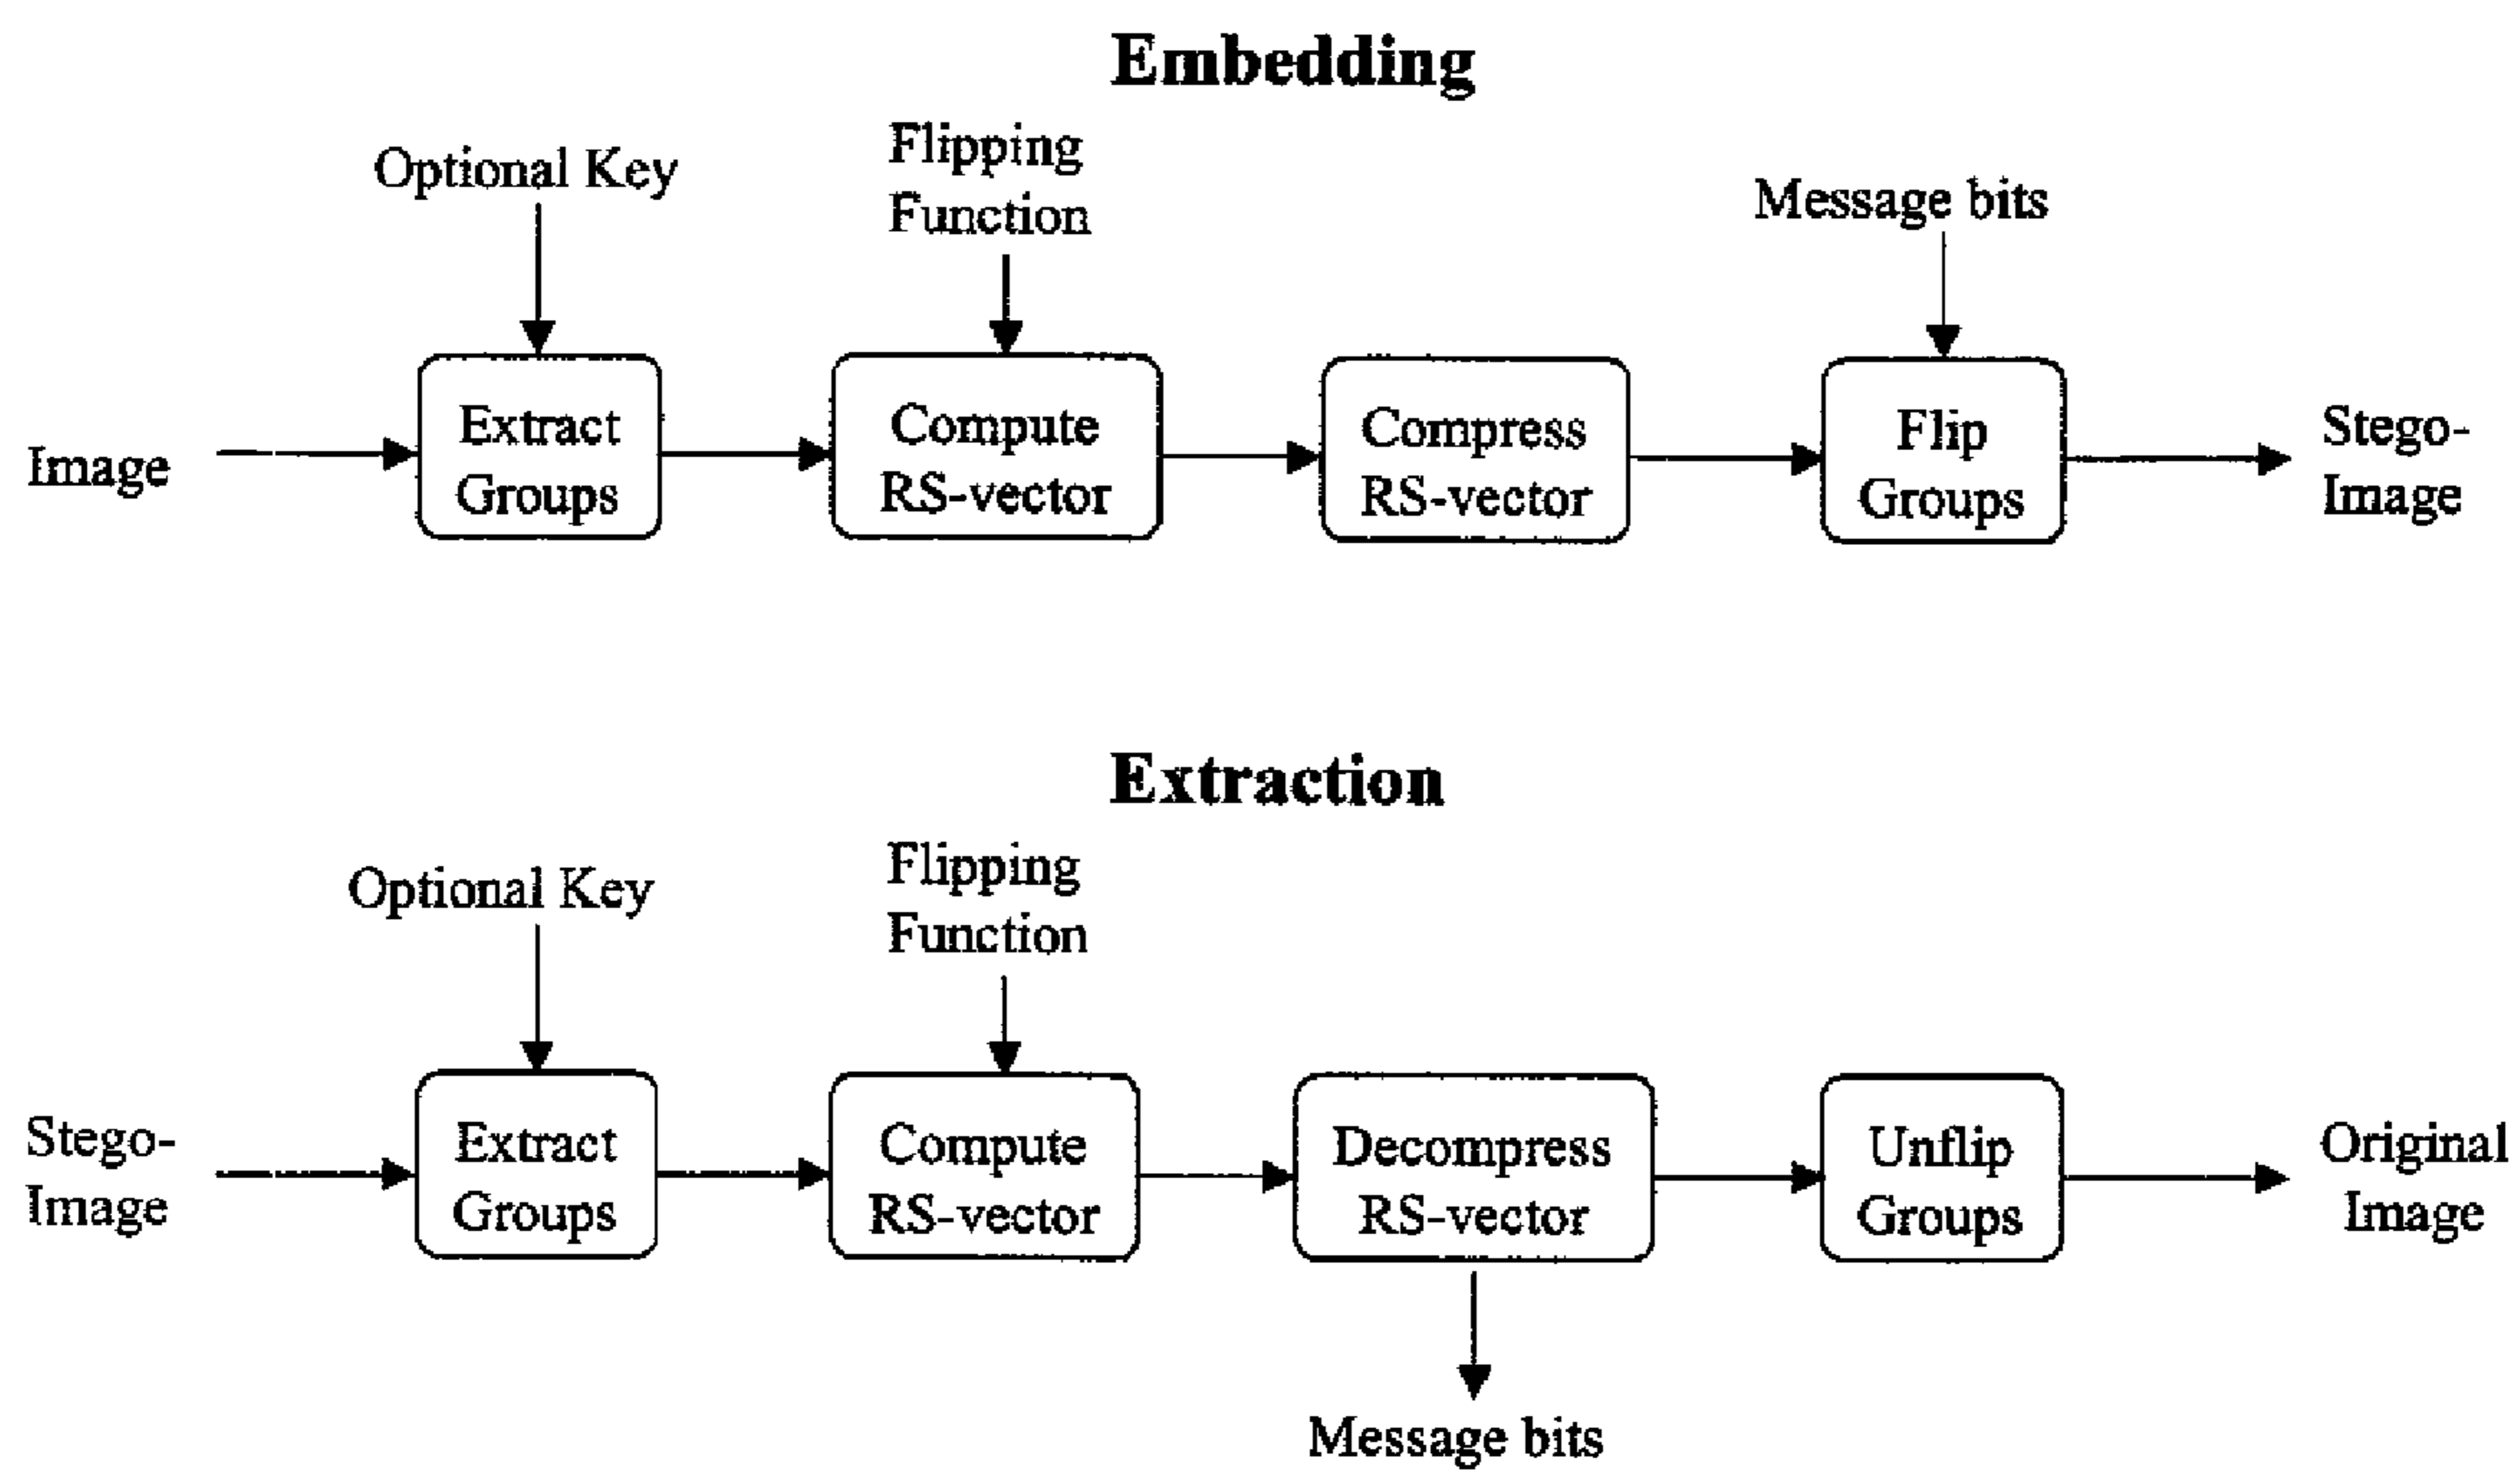 Embedding
Optional Key
Flipping
Function
Message bits
Image
Extract
Groups
Compute
RS-vector
Compress
RS-vector
Flip
Groups
Stego-
Image
Extraction
Optional Key
Flipping
Function
Stego-
Image
Extract
Groups
Compute
RS-vector
Decompress
RS-vector
Unflip
Groups
Original
Image
Message bits